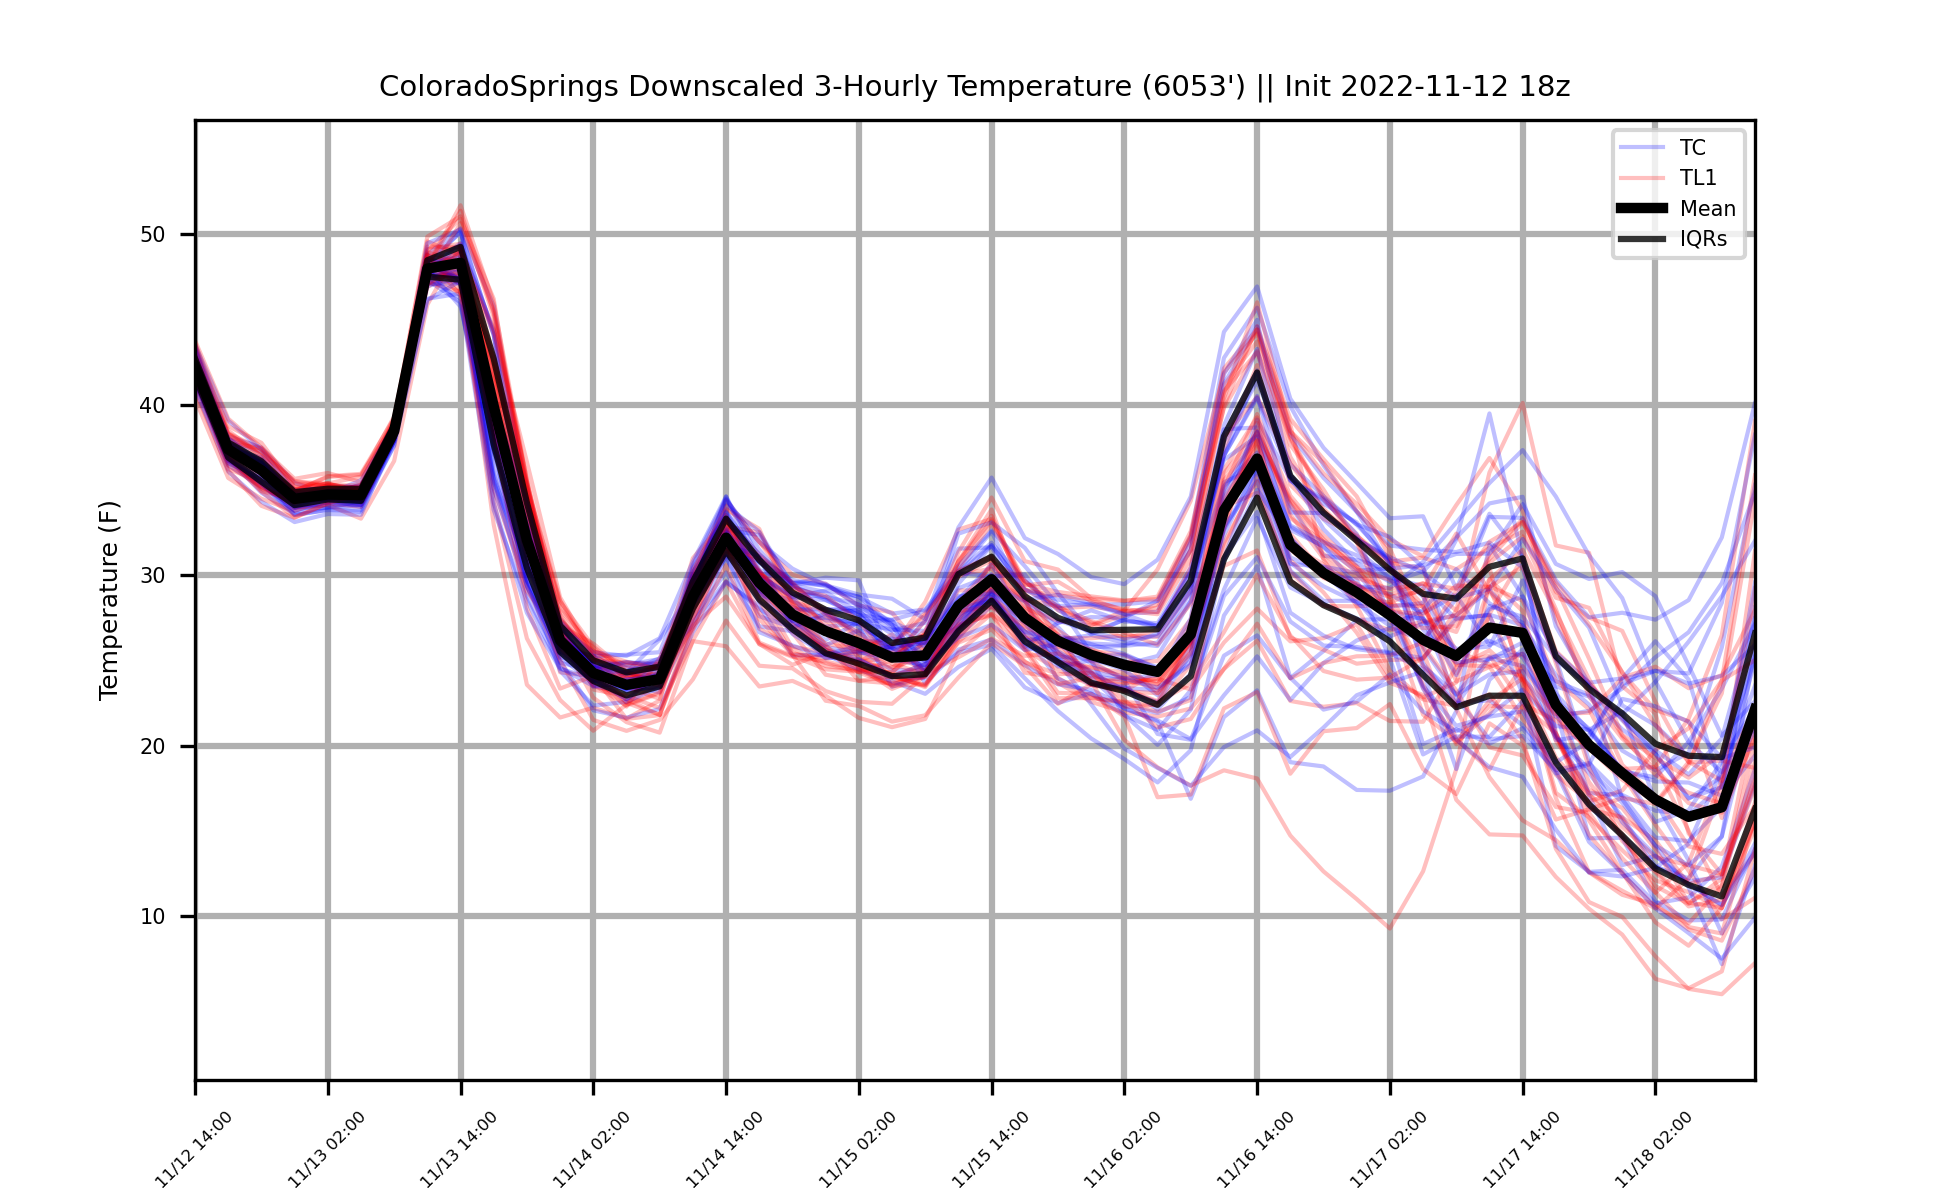 ColoradoSprings Downscaled 3-Hourly Temperature (6053') || Init 2022-11-12 18z
TC
TL1
Mean
IQRs
Temperature (F)
50
40
30
20
10
11/12 14:00
11/13 02:00
11/13 14:00
11/14 02:00
11/14 14:00
11/15 02:00
11/15 14:00
11/16 02:00
11/16 14:00
11/17 02:00
11/17 14:00
11/18 02:00